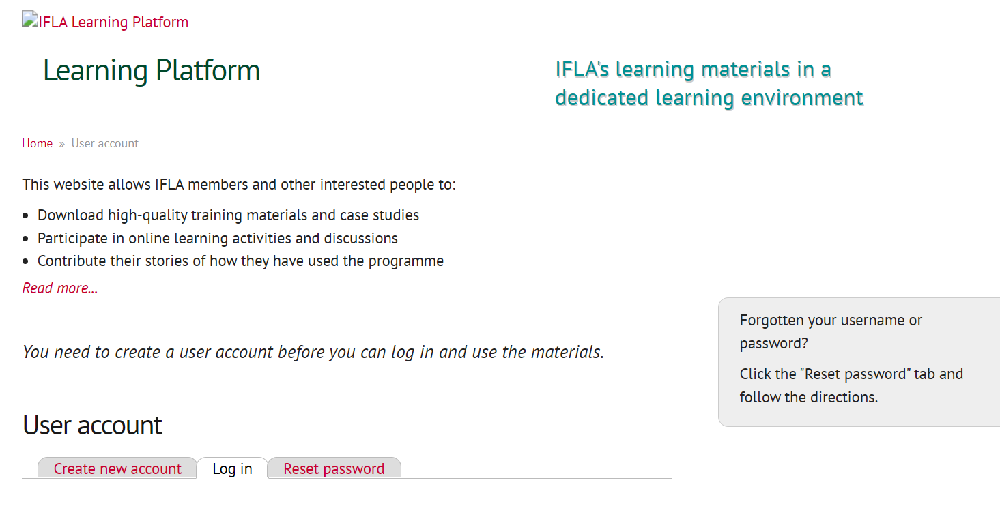 IFLA Learning Platform
Learning Platform
IFLA's learning materials in a
dedicated learning environment
Home » User account
This website allows IFLA members and other interested people to:
• Download high-quality training materials and case studies
• Participate in online learning activities and discussions
• Contribute their stories of how they have used the programme
Read more...
Forgotten your username or
password?
Click the "Reset password" tab and
follow the directions.
You need to create a user account before you can log in and use the materials.
User account
Create new account Log in Reset password